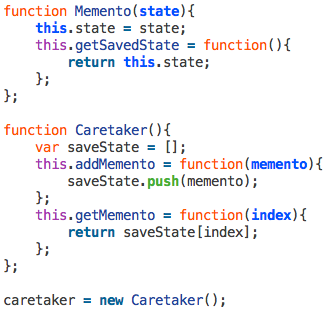 function Memento(state){
    this.state = state;
    this.getSavedState = function(){
        return this.state;
    };
};

function Caretaker(){
    var saveState = [];
    this.addMemento = function(memento){
        saveState.push(memento);
    };
    this.getMemento = function(index){
        return saveState[index];
    };
};

caretaker = new Caretaker();